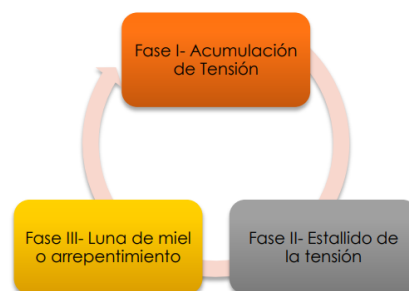 Fase I- Acumulación
de Tensión
Fase III- Luna de miel
o arrepentimiento
Fase II- Estallido de
la tensión